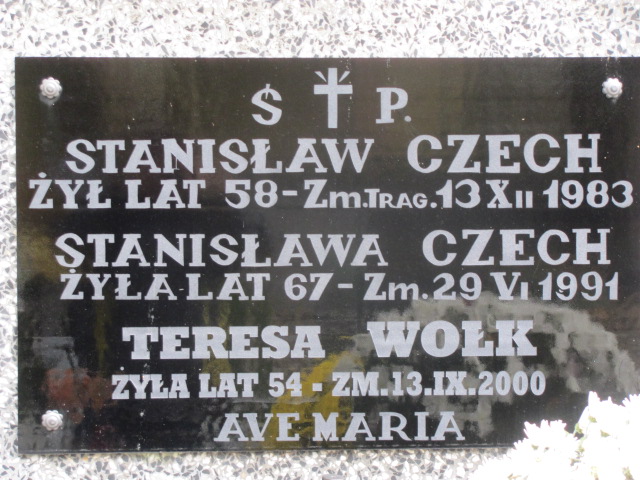 Ś † P.
STANISŁAW CZECH
ŻYŁ LAT 58 - Zm. TRAG. 13 XII 1983
STANISŁAWA CZECH
ŻYŁA LAT 67 - Zm. 29 VI 1991
TERESA WOŁK
ŻYŁA LAT 54 - ZM. 13.IX.2000
AVE MARIA